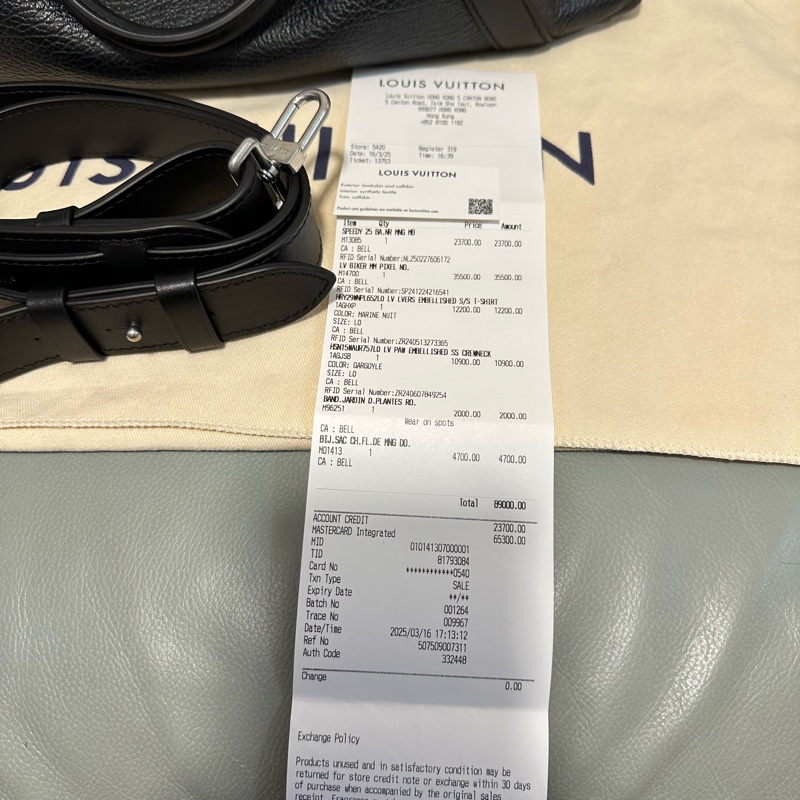 LOUIS VUITTON
Louis Vuitton HONG KONG 5 CANTON ROAD
5 Canton Road, Tsim Sha Tsui, Kowloon
999077 HONG KONG
Hong Kong
+852 8100 1182
Store: 5420 Register 319
Date: 16/3/25 Time: 16:39
Ticket: 13753
LOUIS VUITTON
Exterior: lambskin and calfskin
Interior: synthetic textile
Trim: calfskin
Product care guidelines are available on louisvuitton.com
Item Qty Price Amount
SPEEDY 25 BA.NR MNG MB
M13085 1 23700.00 23700.00
CA : BELL
RFID Serial Number:NL250227606172
LV BIKER MM PIXEL NO.
M14700 1 35500.00 35500.00
CA : BELL
RFID Serial Number:SP241224216541
LV LVERS EMBELLISHED S/S T-SHIRT
1AGHXP 1 12200.00 12200.00
COLOR: MARINE NUIT
SIZE: L0
CA : BELL
RFID Serial Number:ZR240513273365
LV PAW EMBELLISHED SS CREWNECK
1AGJSB 1 10900.00 10900.00
COLOR: GARGOYLE
SIZE: L0
CA : BELL
RFID Serial Number:ZR240607849254
BAND.JARDIN D.PLANTES RO.
M96251 1 2000.00 2000.00
Wear on spots
CA : BELL
BIJ.SAC CH.FL.DE MNG DO.
M01413 1 4700.00 4700.00
CA : BELL
Total 89000.00
ACCOUNT CREDIT 23700.00
MASTERCARD Integrated 65300.00
MID 010141307000001
TID 81793084
Card No ************0540
Txn Type SALE
Expiry Date **/**
Batch No 001264
Trace No 009967
Date/Time 2025/03/16 17:13:12
Ref No 507509007311
Auth Code 332448
Change 0.00
Exchange Policy
Products unused and in satisfactory condition may be
returned for store credit note or exchange within 30 days
of purchase when accompanied by the original sales